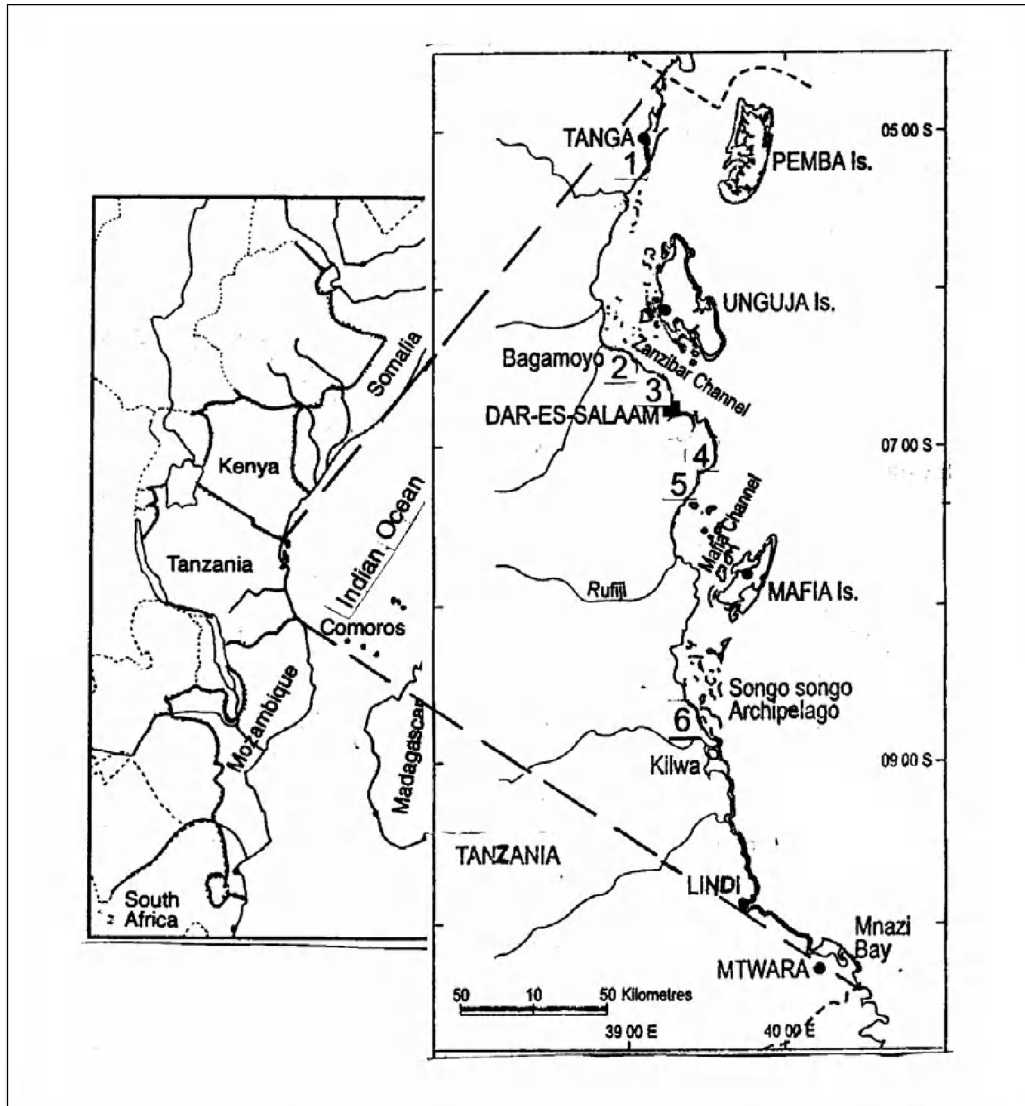 Somalia
Kenya
Indian Ocean
Tanzania
Comoros
Mozambique
Madagascar
South
Africa
TANGA
1
PEMBA Is.
05 00 S
UNGUJA Is.
Bagamoyo
2
Zanzibar Channel
3
DAR-ES-SALAAM
07 00 S
4
5
Mafia Channel
Rufiji
MAFIA Is.
Songo songo
Archipelago
6
Kilwa
09 00 S
TANZANIA
LINDI
Mnazi
Bay
MTWARA
50 10 50 Kilometres
39 00 E 40 00 E